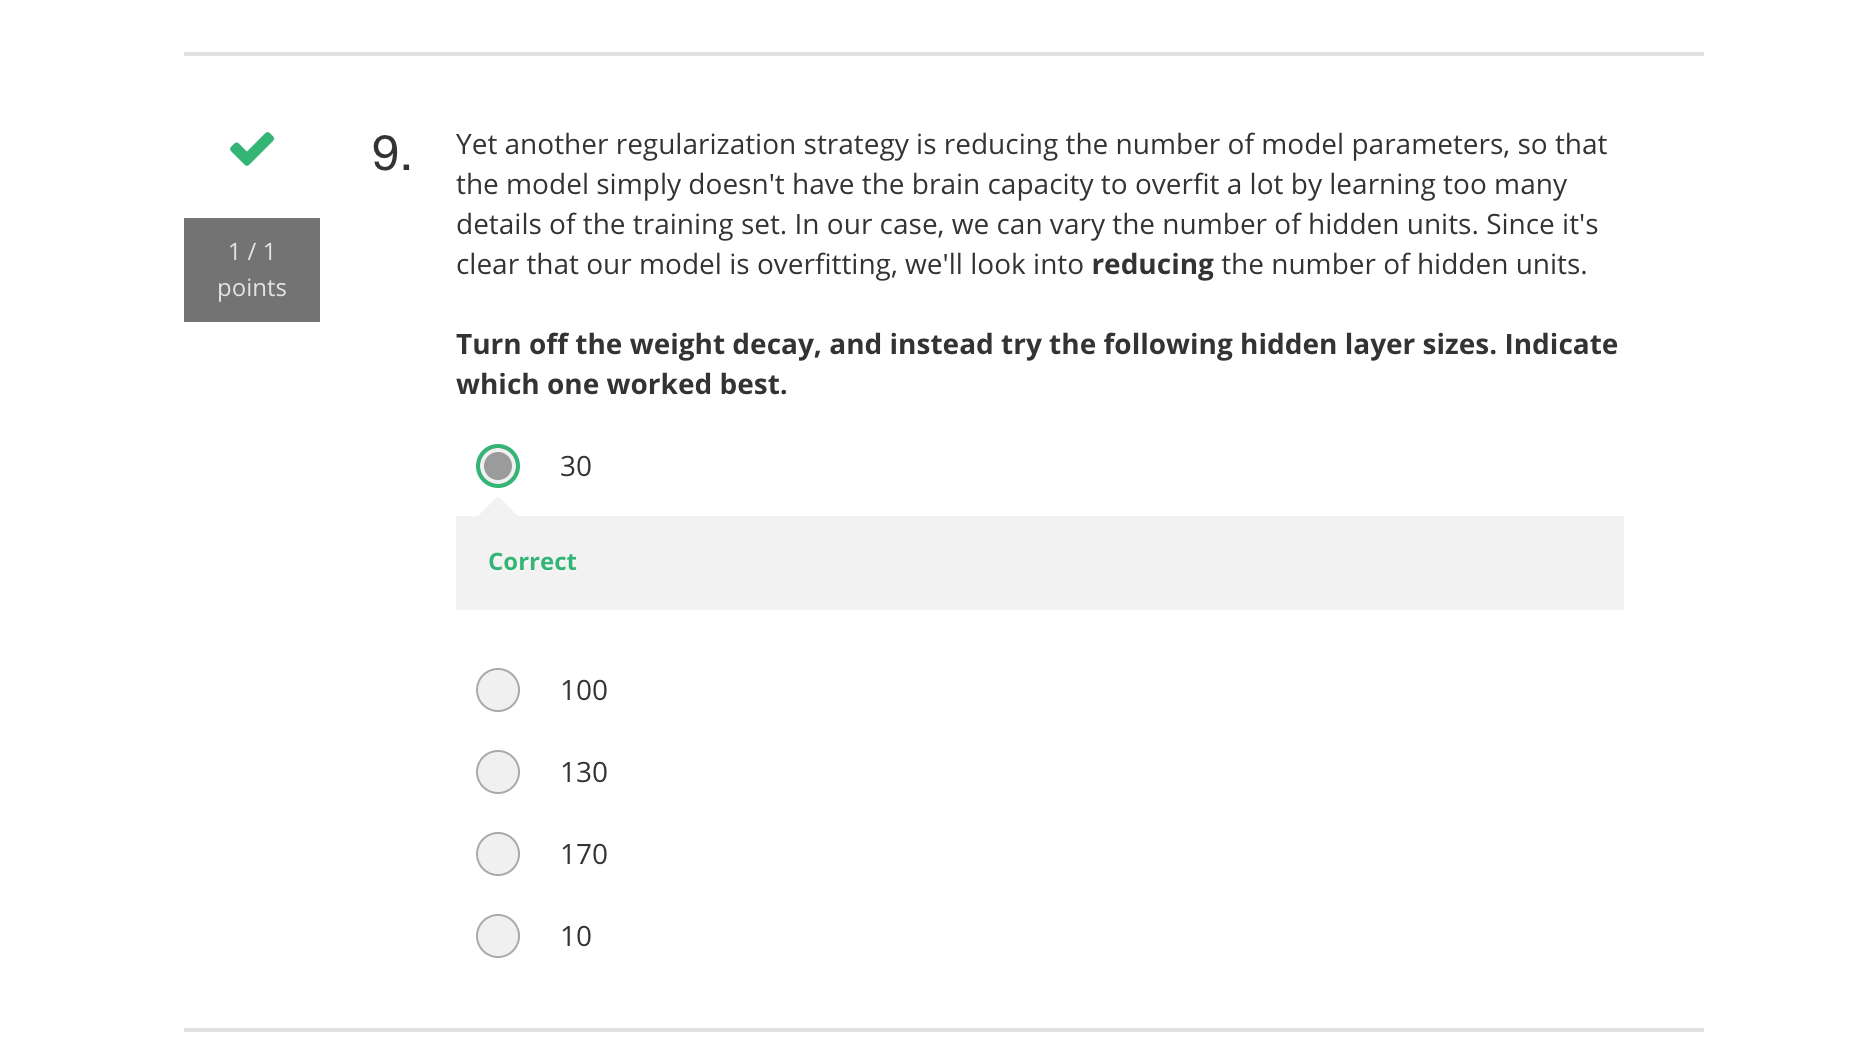 9.
Yet another regularization strategy is reducing the number of model parameters, so that
the model simply doesn't have the brain capacity to overfit a lot by learning too many
details of the training set. In our case, we can vary the number of hidden units. Since it's
clear that our model is overfitting, we'll look into reducing the number of hidden units.
1 / 1
points
Turn off the weight decay, and instead try the following hidden layer sizes. Indicate
which one worked best.
30
Correct
100
130
170
10